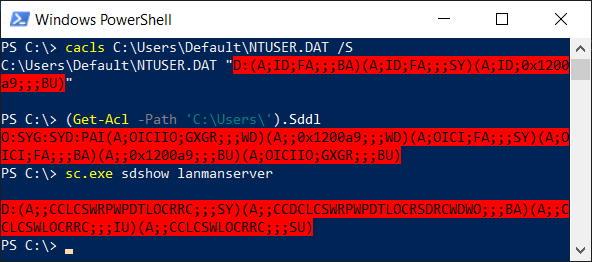 Windows PowerShell
PS C:\> cacls C:\Users\Default\NTUSER.DAT /S
C:\Users\Default\NTUSER.DAT "D:(A;ID;FA;;;BA)(A;ID;FA;;;SY)(A;ID;0x1200
a9;;;BU)"
PS C:\> (Get-Acl -Path 'C:\Users\').Sddl
O:SYG:SYD:PAI(A;OICIIO;GXGR;;;WD)(A;;0x1200a9;;;WD)(A;OICI;FA;;;SY)(A;O
ICI;FA;;;BA)(A;;0x1200a9;;;BU)(A;OICIIO;GXGR;;;BU)
PS C:\> sc.exe sdshow lanmanserver
D:(A;;CCLCSWRPWPDTLOCRRC;;;SY)(A;;CCDCLCSWRPWPDTLOCRSDRCWDWO;;;BA)(A;;C
CLCSWLOCRRC;;;IU)(A;;CCLCSWLOCRRC;;;SU)
PS C:\>